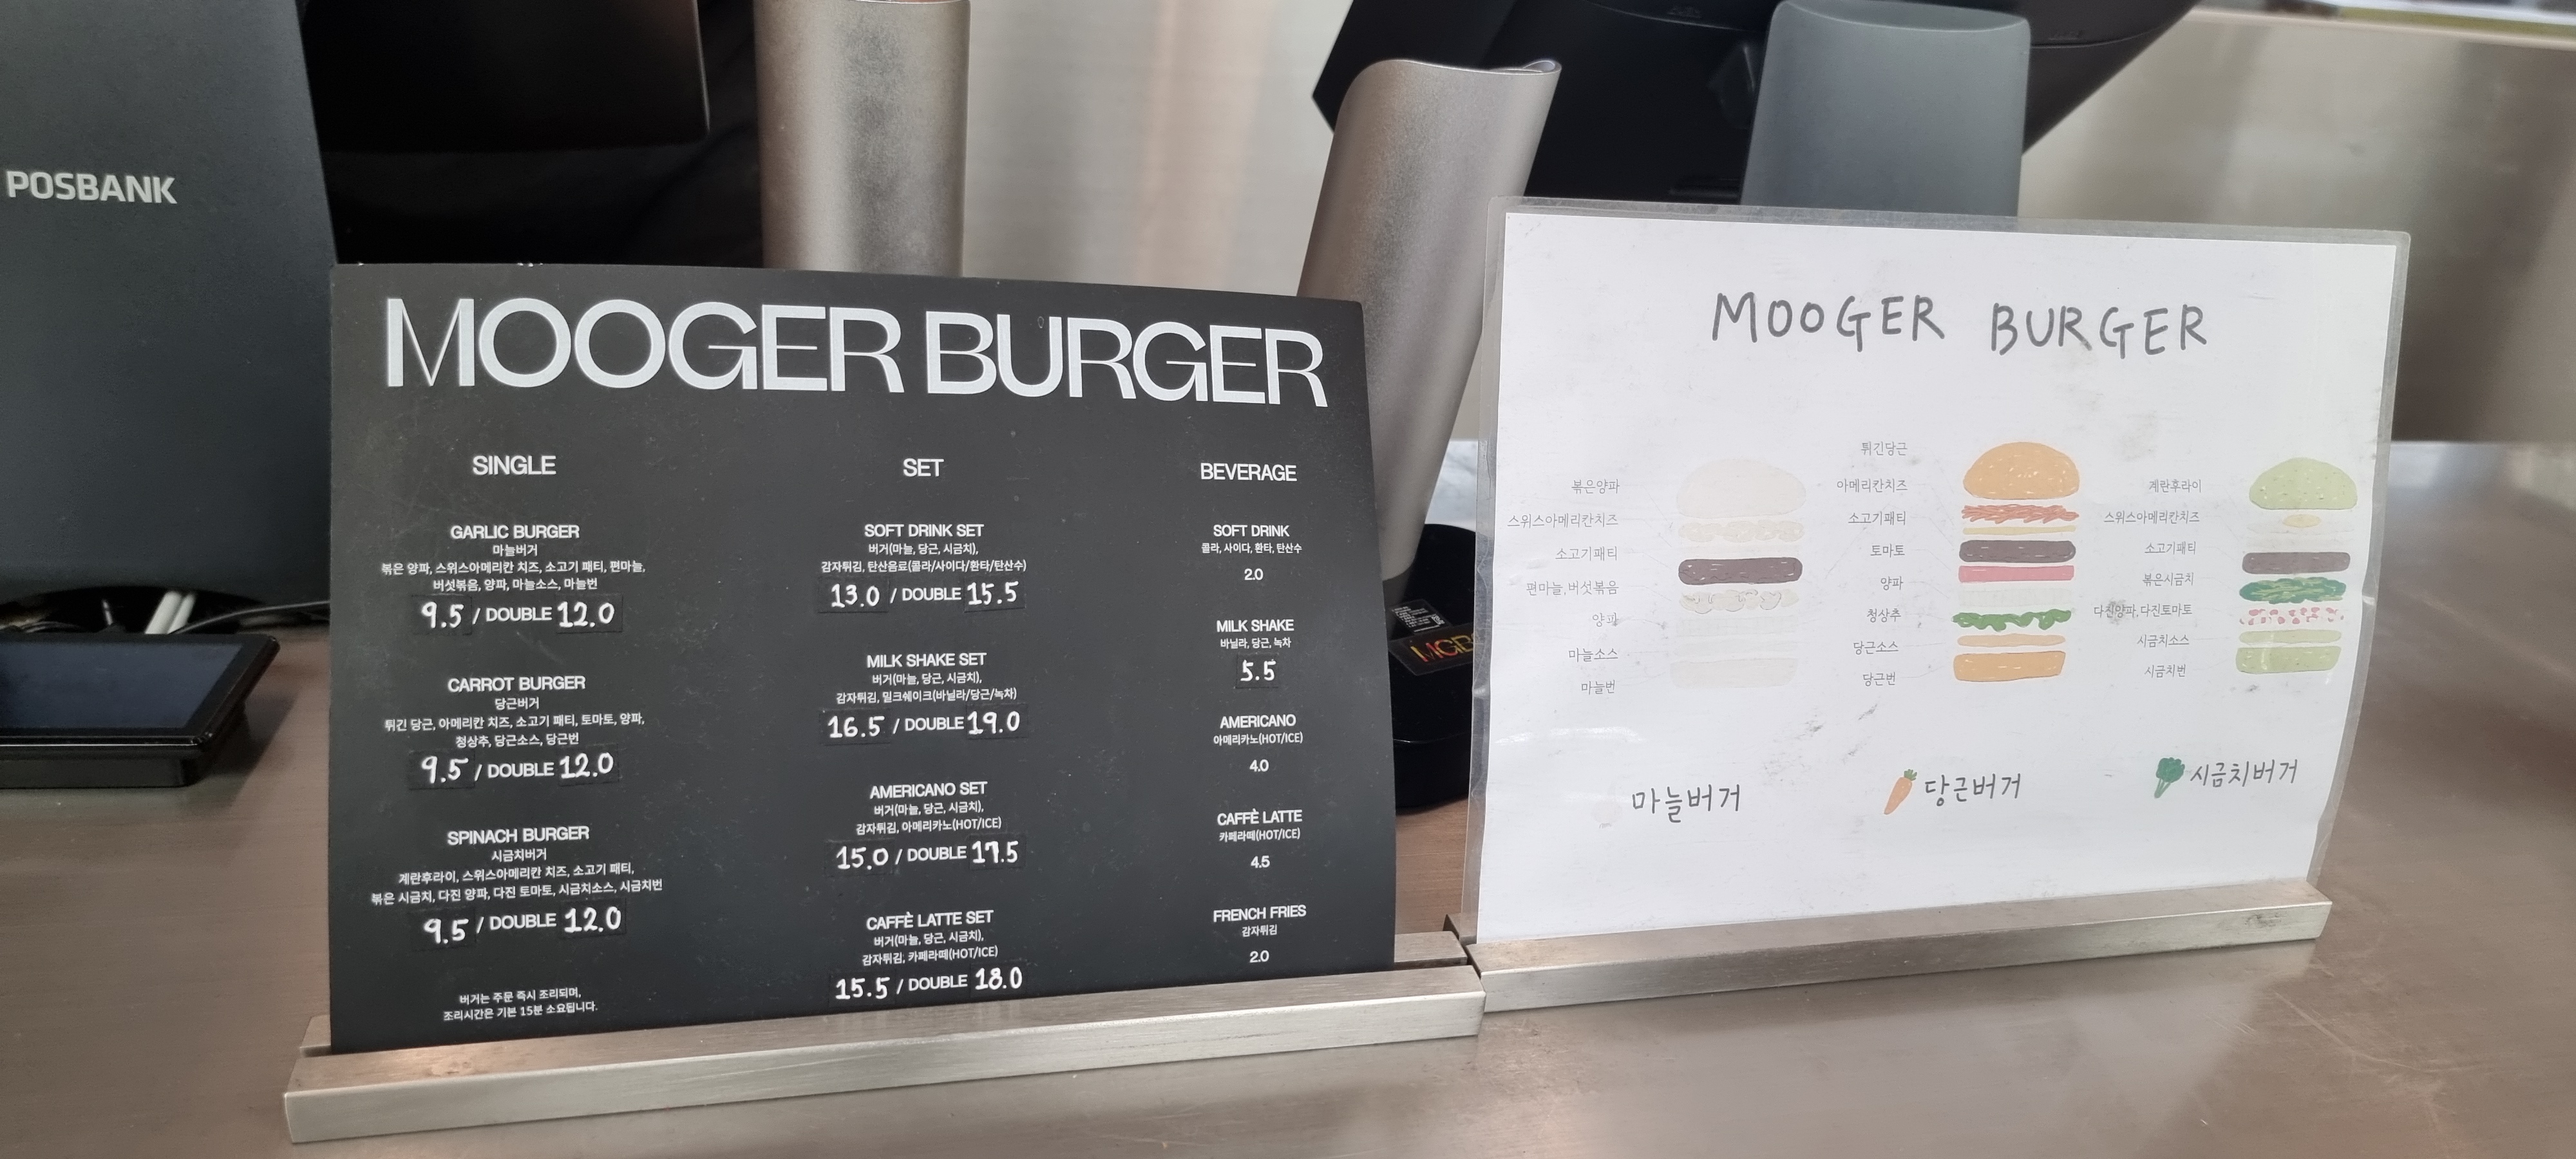 POSBANK
MOOGER BURGER
SINGLE
GARLIC BURGER
마늘버거
볶은 양파, 스위스아메리칸 치즈, 소고기 패티, 편마늘,
버섯볶음, 양파, 마늘소스, 마늘번
9.5 / DOUBLE 12.0
CARROT BURGER
당근버거
튀긴 당근, 아메리칸 치즈, 소고기 패티, 토마토, 양파,
청상추, 당근소스, 당근번
9.5 / DOUBLE 12.0
SPINACH BURGER
시금치버거
계란후라이, 스위스아메리칸 치즈, 소고기 패티,
볶은 시금치, 다진 양파, 다진 토마토, 시금치소스, 시금치번
9.5 / DOUBLE 12.0
버거는 주문 즉시 조리되며,
조리시간은 기본 15분 소요됩니다.
SET
SOFT DRINK SET
버거(마늘, 당근, 시금치),
감자튀김, 탄산음료(콜라/사이다/환타/탄산수)
13.0 / DOUBLE 15.5
MILK SHAKE SET
버거(마늘, 당근, 시금치),
감자튀김, 밀크쉐이크(바닐라/당근/녹차)
16.5 / DOUBLE 19.0
AMERICANO SET
버거(마늘, 당근, 시금치),
감자튀김, 아메리카노(HOT/ICE)
15.0 / DOUBLE 17.5
CAFFÈ LATTE SET
버거(마늘, 당근, 시금치),
감자튀김, 카페라떼(HOT/ICE)
15.5 / DOUBLE 18.0
BEVERAGE
SOFT DRINK
콜라, 사이다, 환타, 탄산수
2.0
MILK SHAKE
바닐라, 당근, 녹차
5.5
AMERICANO
아메리카노(HOT/ICE)
4.0
CAFFÈ LATTE
카페라떼(HOT/ICE)
4.5
FRENCH FRIES
감자튀김
2.0
MOOGER BURGER
볶은양파
스위스아메리칸치즈
소고기패티
편마늘,버섯볶음
양파
마늘소스
마늘번
마늘버거
튀긴당근
아메리칸치즈
소고기패티
토마토
양파
청상추
당근소스
당근번
당근버거
계란후라이
스위스아메리칸치즈
소고기패티
볶은시금치
다진양파,다진토마토
시금치소스
시금치번
시금치버거